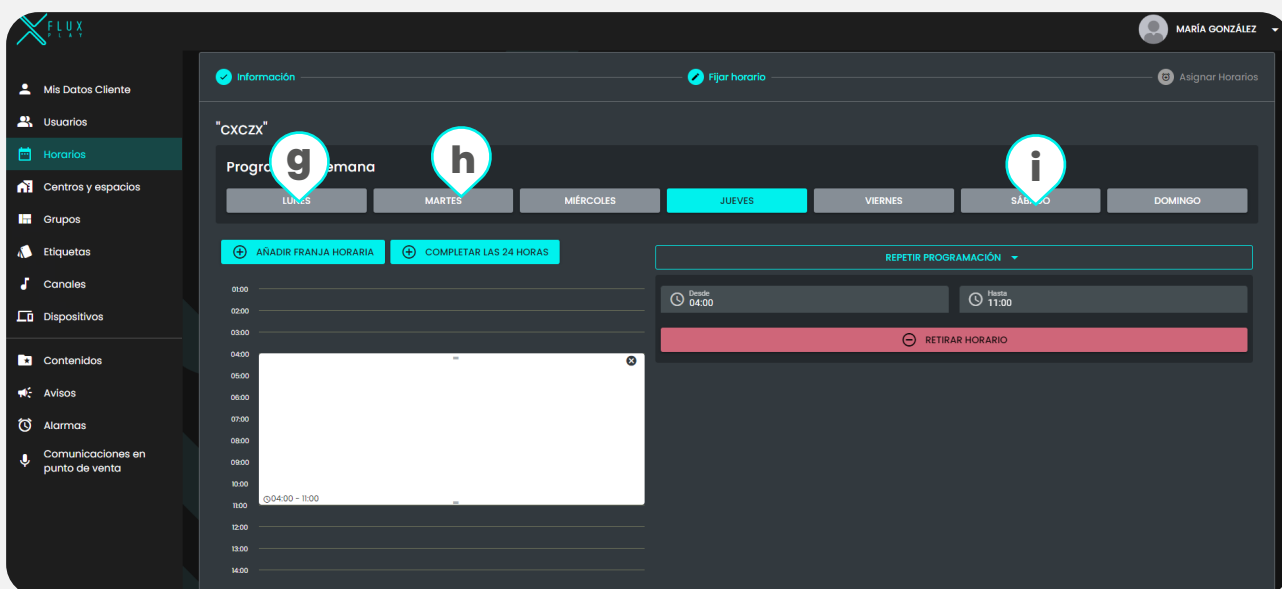 FLUX
PLAY
MARÍA GONZÁLEZ
Mis Datos Cliente
Usuarios
Horarios
Centros y espacios
Grupos
Etiquetas
Canales
Dispositivos
Contenidos
Avisos
Alarmas
Comunicaciones en
punto de venta
Información
Fijar horario
Asignar Horarios
"CXCZX"
g
h
i
LUNES MARTES MIÉRCOLES JUEVES VIERNES SÁBADO DOMINGO
AÑADIR FRANJA HORARIA COMPLETAR LAS 24 HORAS
REPETIR PROGRAMACIÓN
Desde
04:00
Hasta
11:00
RETIRAR HORARIO
01:00
02:00
03:00
04:00
05:00
06:00
07:00
08:00
09:00
10:00
04:00 - 11:00
11:00
12:00
13:00
14:00